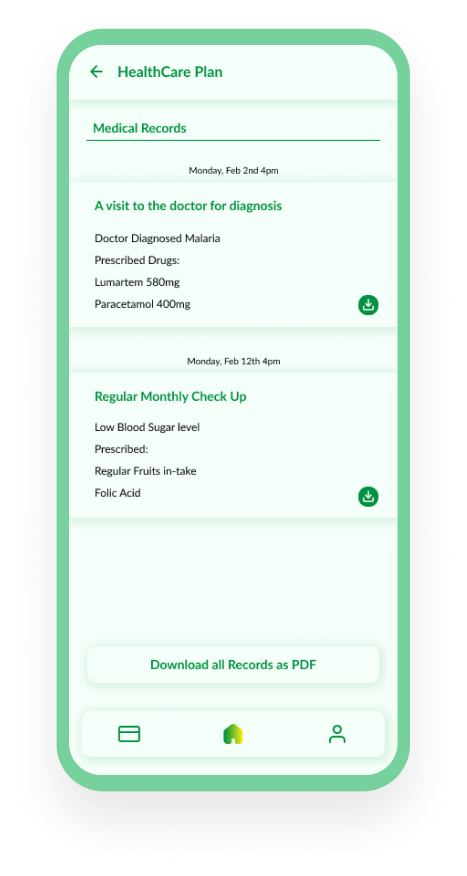 HealthCare Plan
Medical Records
Monday, Feb 2nd 4pm
A visit to the doctor for diagnosis
Doctor Diagnosed Malaria
Prescribed Drugs:
Lumartem 580mg
Paracetamol 400mg
Monday, Feb 12th 4pm
Regular Monthly Check Up
Low Blood Sugar level
Prescribed:
Regular Fruits in-take
Folic Acid
Download all Records as PDF